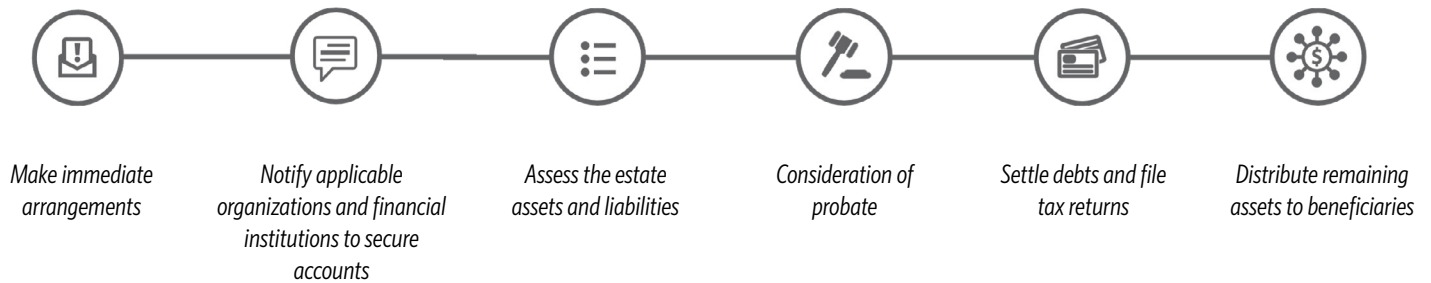 Make immediate
arrangements
Notify applicable
organizations and financial
institutions to secure
accounts
Assess the estate
assets and liabilities
Consideration of
probate
Settle debts and file
tax returns
Distribute remaining
assets to beneficiaries